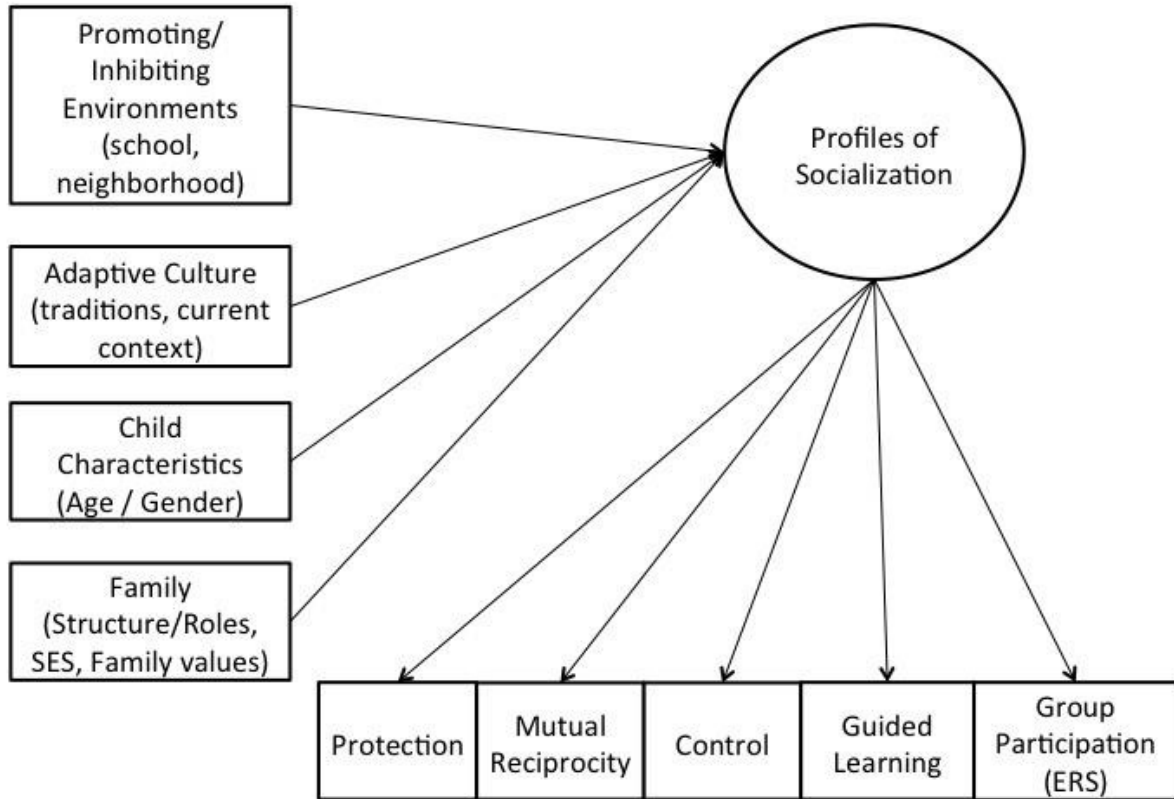 Promoting/
Inhibiting
Environments
(school,
neighborhood)
Profiles of
Socialization
Adaptive Culture
(traditions, current
context)
Child
Characteristics
(Age / Gender)
Family
(Structure/Roles,
SES, Family values)
Protection
Mutual
Reciprocity
Control
Guided
Learning
Group
Participation
(ERS)